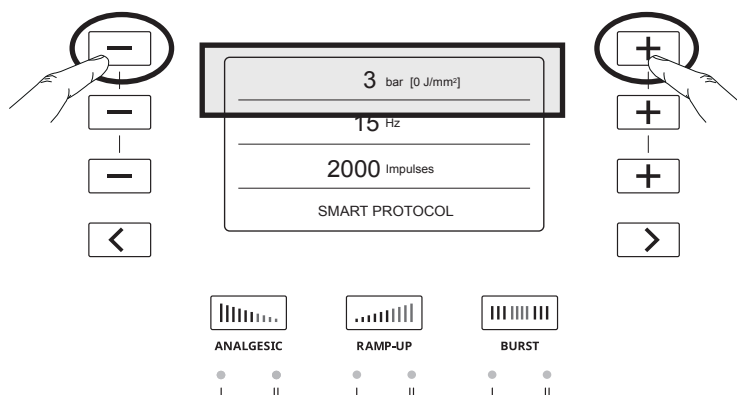 3 bar [0 J/mm²]
15 Hz
2000 Impulses
SMART PROTOCOL
ANALGESIC RAMP-UP BURST
I II I II I II